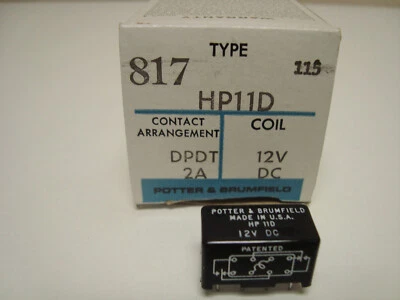 WARRANTY
TYPE
817
115
HP11D
CONTACT ARRANGEMENT
COIL
DPDT
12V
2A
DC
POTTER & BRUMFIELD
POTTER & BRUMFIELD
MADE IN U.S.A.
HP 11D
12V DC
PATENTED